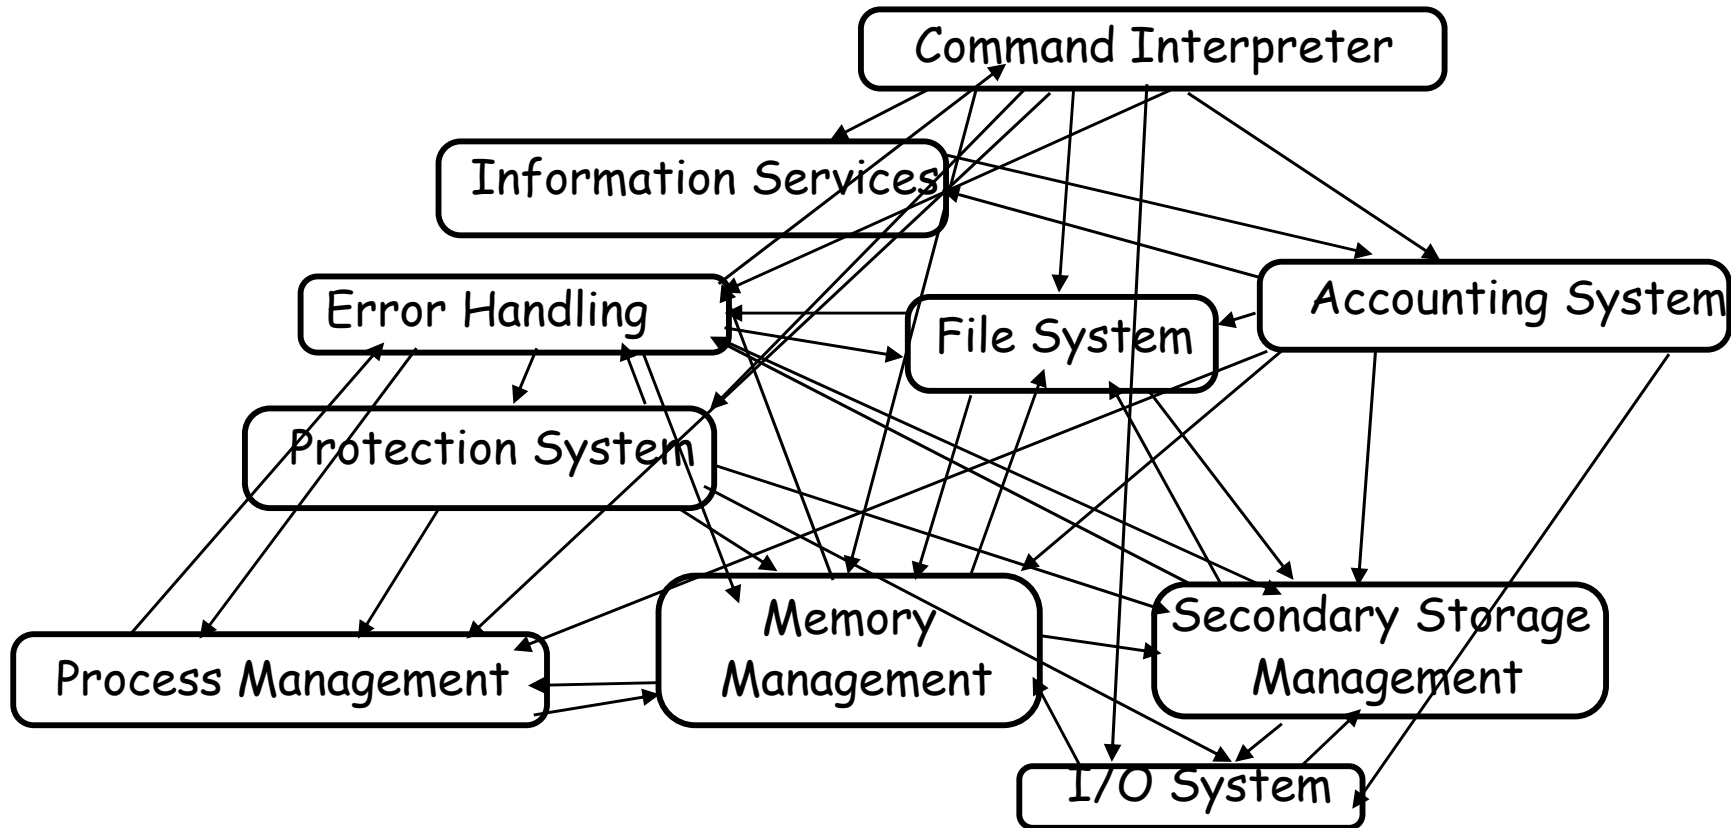 Command Interpreter
Information Services
Error Handling
Accounting System
File System
Protection System
Memory
Management
Secondary Storage
Management
Process Management
I/O System